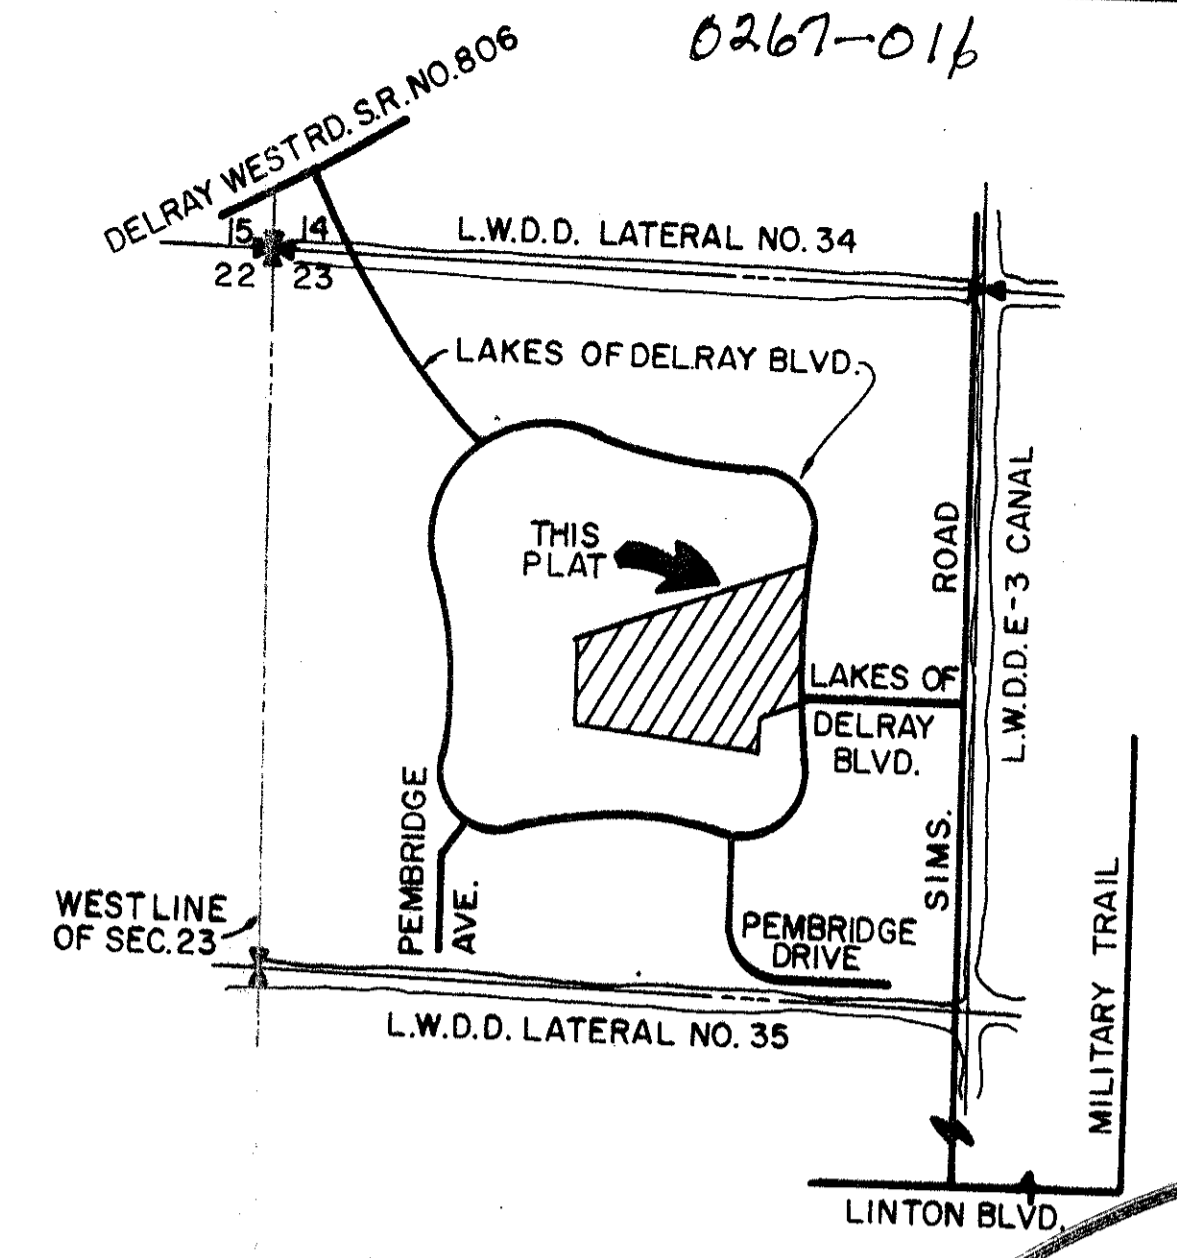 0267-016
DELRAY WEST RD. S.R. NO. 806
15 14
22 23
L.W.D.D. LATERAL NO. 34
LAKES OF DELRAY BLVD.
THIS
PLAT
ROAD
L.W.D.D. E-3 CANAL
LAKES OF
DELRAY
BLVD.
PEMBRIDGE
AVE.
SIMS.
WEST LINE
OF SEC. 23
PEMBRIDGE
DRIVE
MILITARY TRAIL
L.W.D.D. LATERAL NO. 35
LINTON BLVD.